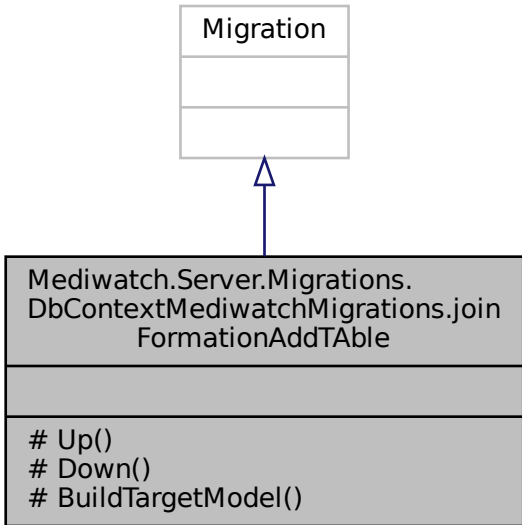 Migration
Mediwatch.Server.Migrations.
DbContextMediwatchMigrations.join
FormationAddTAble
# Up()
# Down()
# BuildTargetModel()